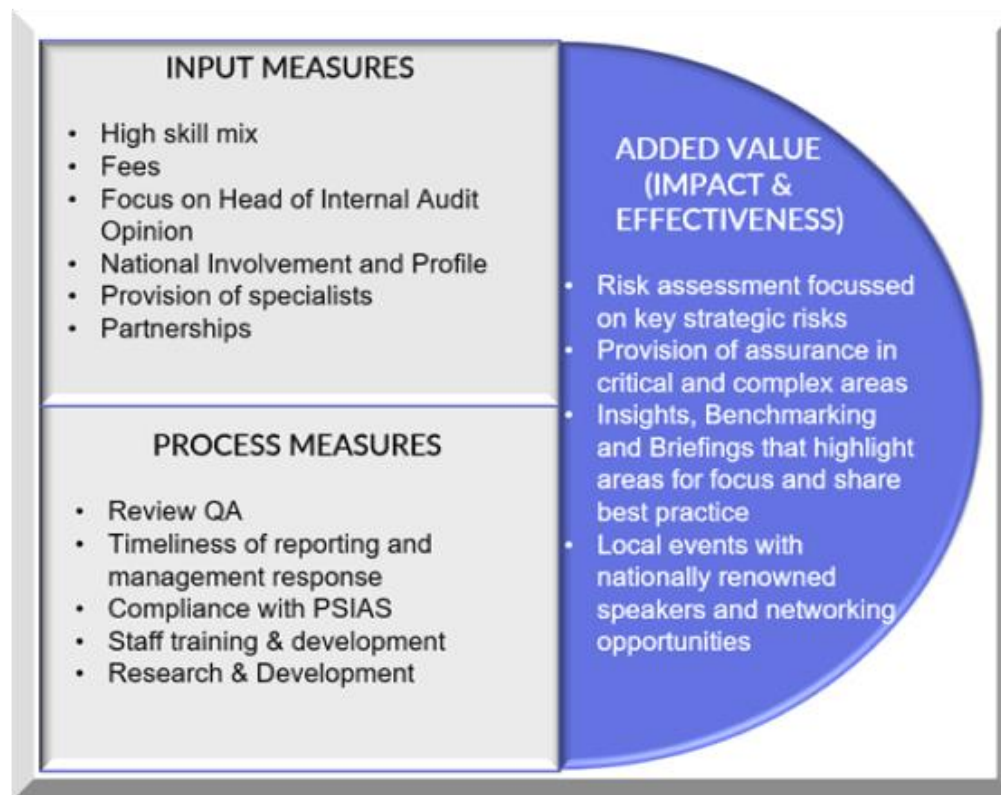 INPUT MEASURES
• High skill mix
• Fees
• Focus on Head of Internal Audit
Opinion
• National Involvement and Profile
• Provision of specialists
• Partnerships
PROCESS MEASURES
• Review QA
• Timeliness of reporting and
management response
• Compliance with PSIAS
• Staff training & development
• Research & Development
ADDED VALUE
(IMPACT &
EFFECTIVENESS)
• Risk assessment focussed
on key strategic risks
• Provision of assurance in
critical and complex areas
• Insights, Benchmarking
and Briefings that highlight
areas for focus and share
best practice
• Local events with
nationally renowned
speakers and networking
opportunities